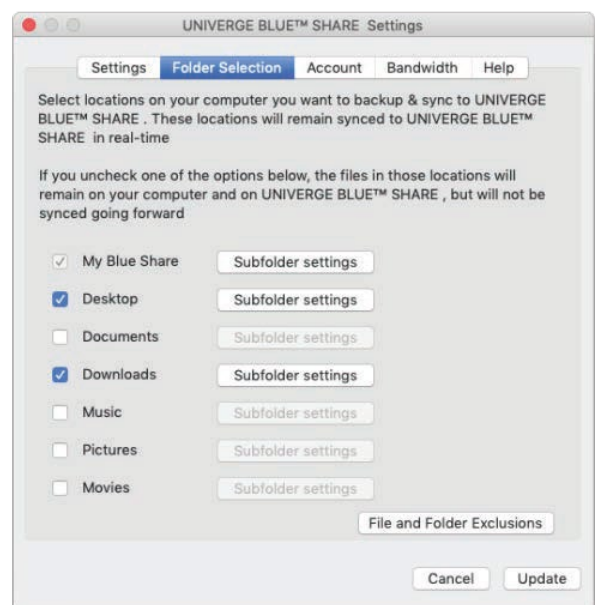 UNIVERGE BLUE™ SHARE Settings
Settings Folder Selection Account Bandwidth Help
Select locations on your computer you want to backup & sync to UNIVERGE
BLUE™ SHARE . These locations will remain synced to UNIVERGE BLUE™
SHARE in real-time
If you uncheck one of the options below, the files in those locations will
remain on your computer and on UNIVERGE BLUE™ SHARE , but will not be
synced going forward
My Blue Share Subfolder settings
Desktop Subfolder settings
Documents Subfolder settings
Downloads Subfolder settings
Music Subfolder settings
Pictures Subfolder settings
Movies Subfolder settings
File and Folder Exclusions
Cancel Update